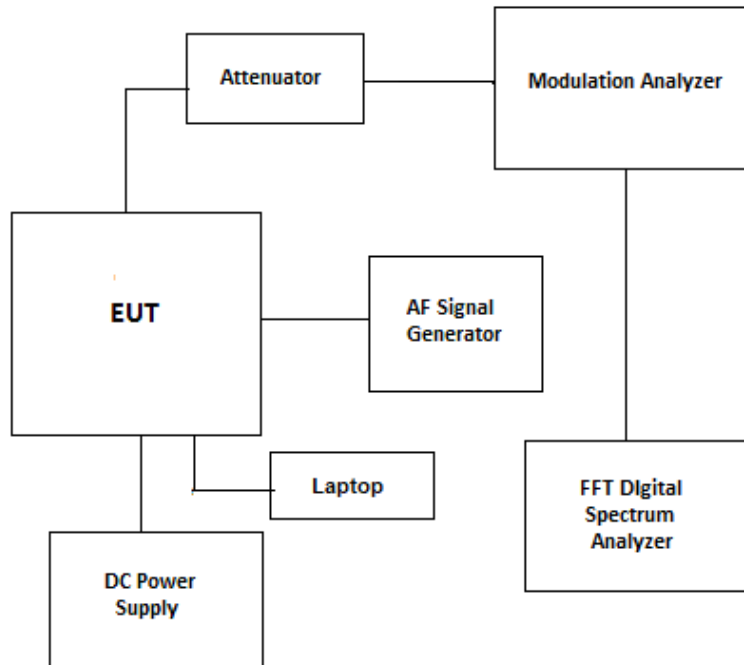 Attenuator
Modulation Analyzer
EUT
AF Signal
Generator
Laptop
FFT DIgital
Spectrum
Analyzer
DC Power
Supply